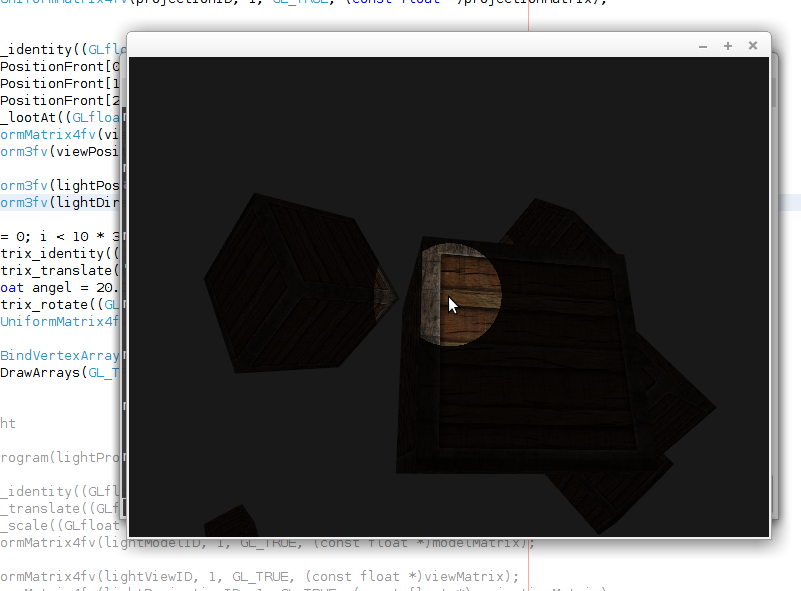 UniformMatrix4fv(projectionID, 1, GL_TRUE, (const float *)projectionMatrix);
_identity((GLflo
PositionFront[0
PositionFront[1
PositionFront[2
_lootAt((GLfloa
ormMatrix4fv(vi
orm3fv(viewPosi
orm3fv(lightPos
orm3fv(lightDir
= 0; i < 10 * 3
trix_identity((
trix_translate(
oat angel = 20.
trix_rotate((GL
UniformMatrix4f
BindVertexArray
DrawArrays(GL_T
ht
rogram(lightPro
_identity((GLfl
_translate((GLf
_scale((GLfloat
ormMatrix4fv(lightModelID, 1, GL_TRUE, (const float *)modelMatrix);
ormMatrix4fv(lightViewID, 1, GL_TRUE, (const float *)viewMatrix);